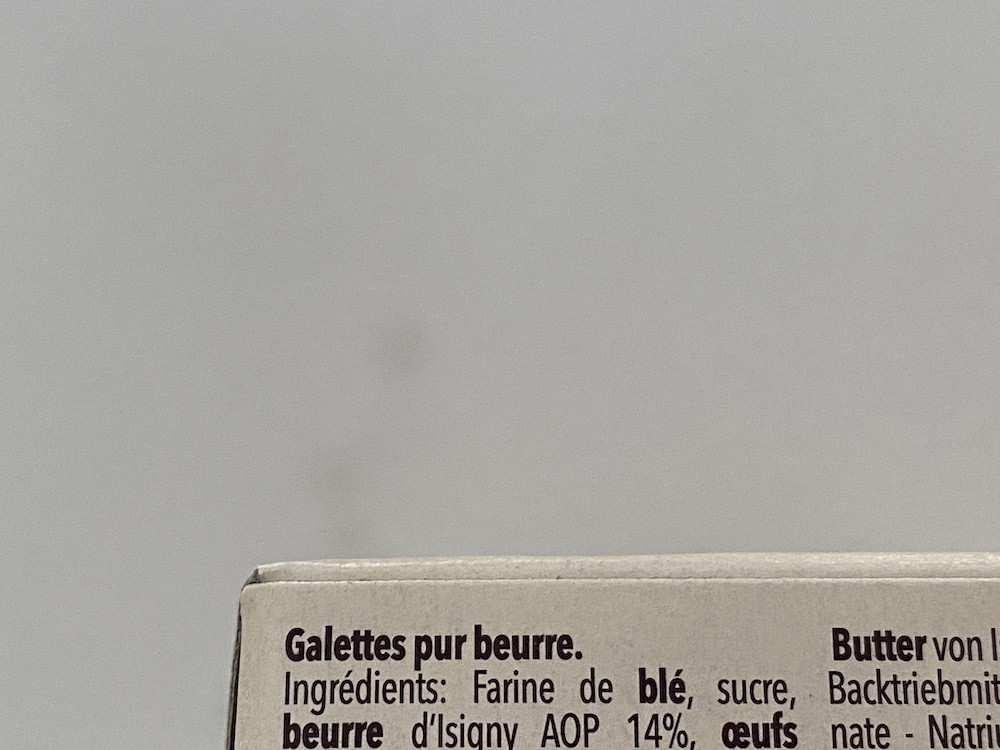 Galettes pur beurre.
Ingrédients: Farine de blé, sucre,
beurre d'Isigny AOP 14%, œufs
Butter von
Backtriebmit
nate - Natri